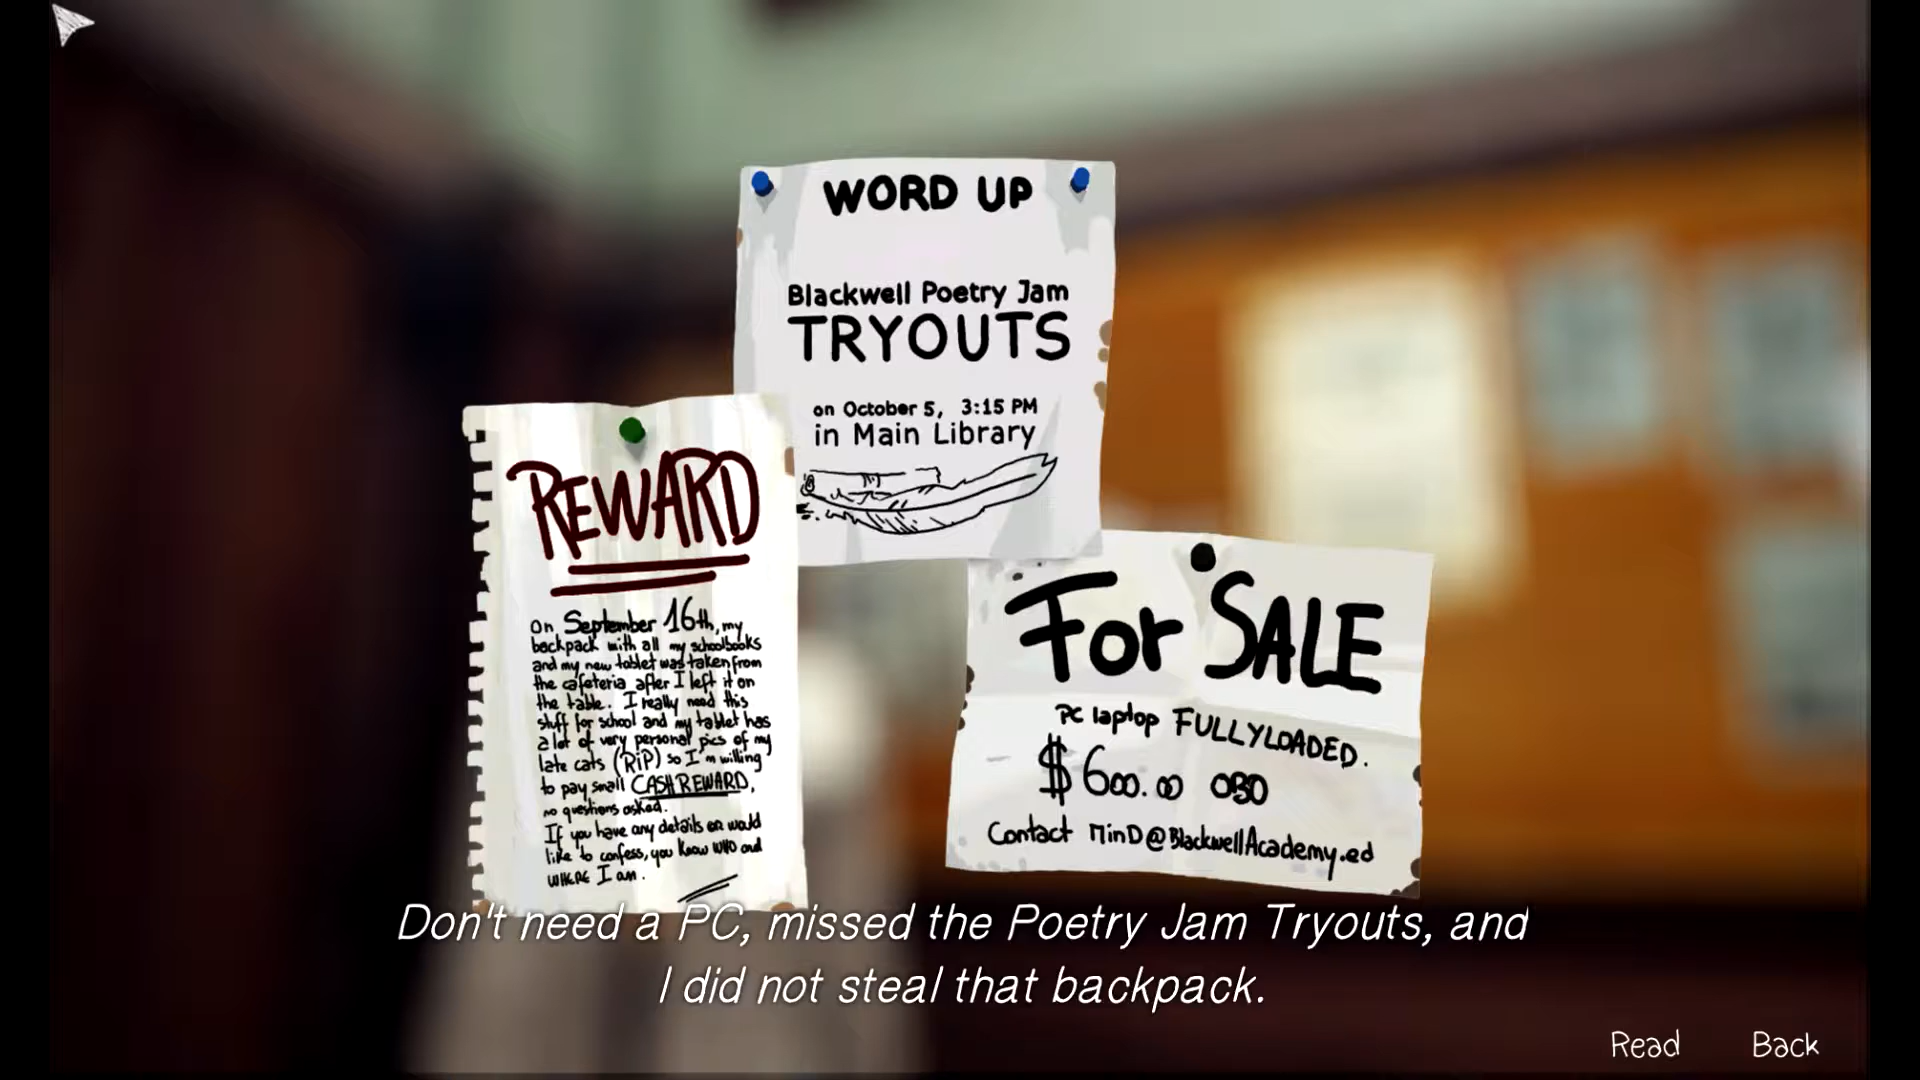 WORD UP
Blackwell Poetry Jam
TRYOUTS
on October 5, 3:15 PM
in Main Library
REWARD
On September 16th, my
backpack with all my schoolbooks
and my new tablet was taken from
the cafeteria after I left it on
the table. I really need this
stuff for school and my tablet has
a lot of very personal pics of my
late cats (RiP) so I'm willing
to pay small CASH REWARD,
no questions asked.
If you have any details or would
like to confess, you know WHO and
WHERE I am.
For SALE
PC laptop FULLYLOADED.
$600.00 OBO
Contact MinD@BlackwellAcademy.ed
Don't need a PC, missed the Poetry Jam Tryouts, and
I did not steal that backpack.
Read Back